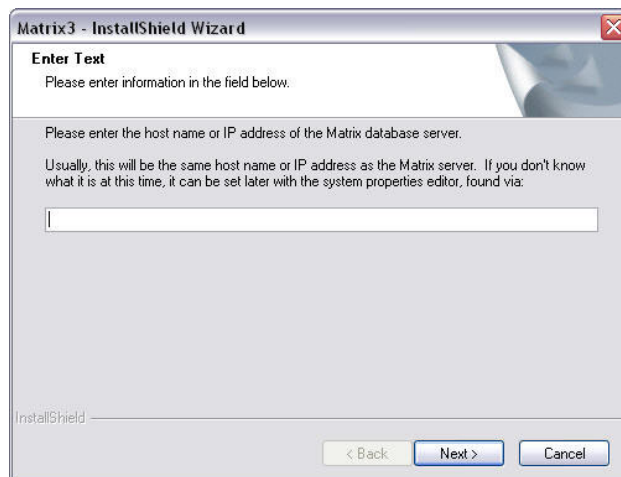 Matrix3 - InstallShield Wizard
Enter Text
Please enter information in the field below.
Please enter the host name or IP address of the Matrix database server.
Usually, this will be the same host name or IP address as the Matrix server.  If you don't know
what it is at this time, it can be set later with the system properties editor, found via:
InstallShield
< Back
Next >
Cancel